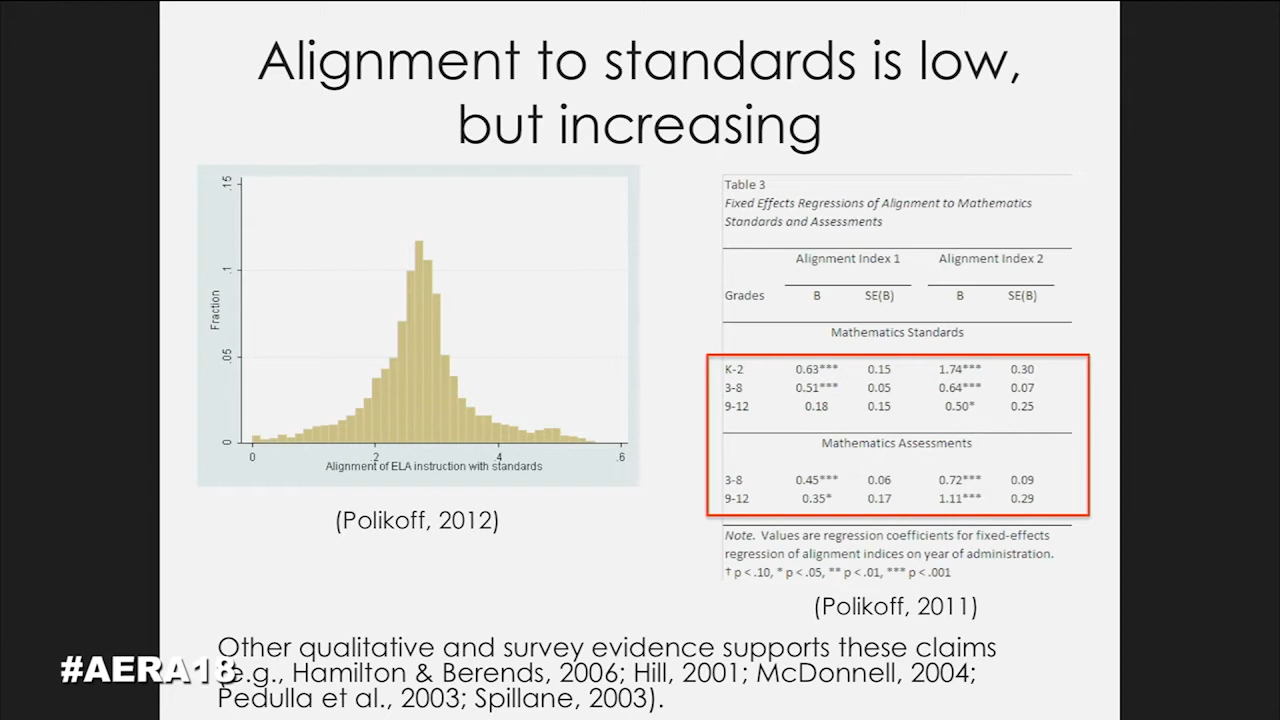 Alignment to standards is low,
but increasing
.15
.1
.05
0
Fraction
0 .2 .4 .6
Alignment of ELA instruction with standards
(Polikoff, 2012)
Table 3
Fixed Effects Regressions of Alignment to Mathematics
Standards and Assessments
Alignment Index 1 Alignment Index 2
Grades B SE(B) B SE(B)
Mathematics Standards
K-2 0.63*** 0.15 1.74*** 0.30
3-8 0.51*** 0.05 0.64*** 0.07
9-12 0.18 0.15 0.50* 0.25
Mathematics Assessments
3-8 0.45*** 0.06 0.72*** 0.09
9-12 0.35* 0.17 1.11*** 0.29
Note. Values are regression coefficients for fixed-effects
regression of alignment indices on year of administration.
† p < .10, * p < .05, ** p < .01, *** p < .001
(Polikoff, 2011)
Other qualitative and survey evidence supports these claims
#AERA18
(e.g., Hamilton & Berends, 2006; Hill, 2001; McDonnell, 2004;
Pedulla et al., 2003; Spillane, 2003).